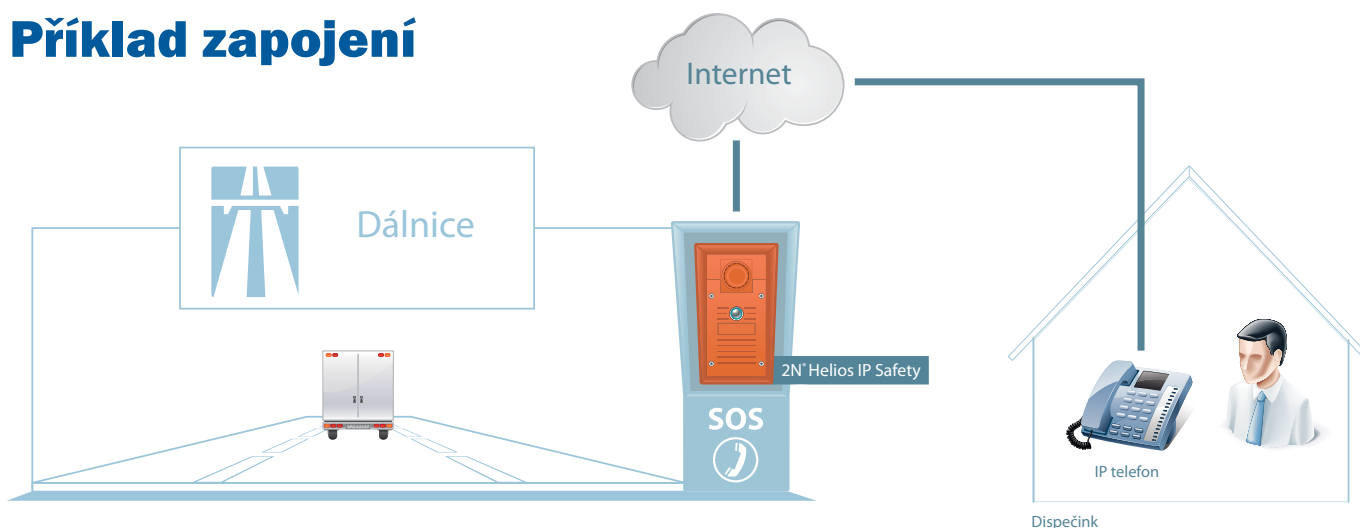 Příklad zapojení
Internet
Dálnice
2N® Helios IP Safety
SOS
IP telefon
Dispečink